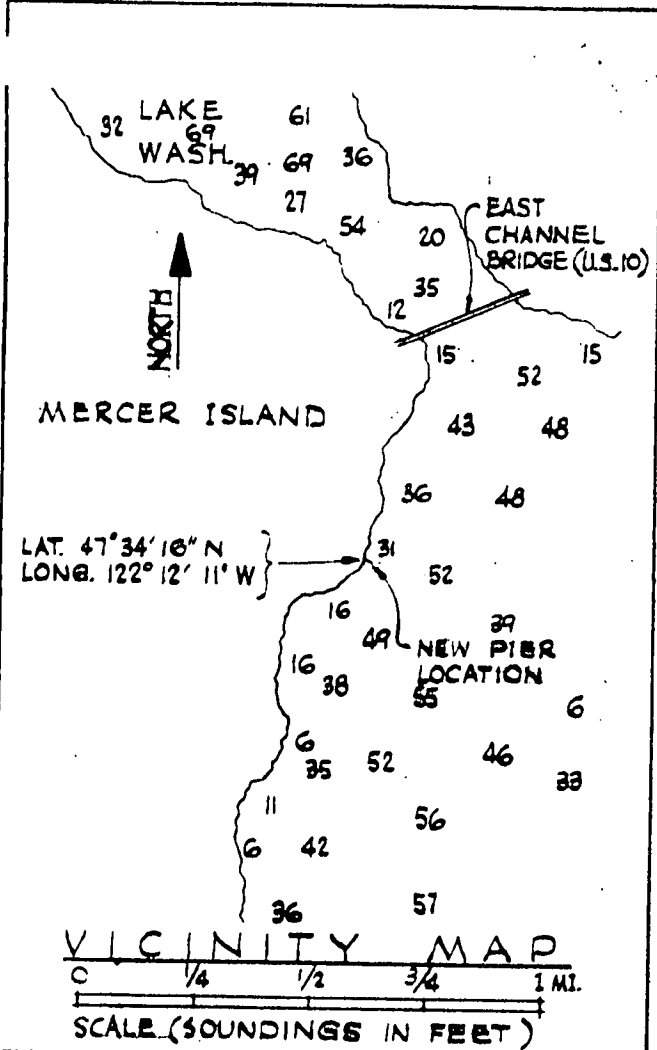 LAKE
WASH.
32
69
61
39
69
36
27
54
20
EAST
CHANNEL
BRIDGE (U.S. 10)
35
12
NORTH
15
15
52
MERCER ISLAND
43
48
36
48
LAT. 47° 34' 18" N
LONG. 122° 12' 11" W
31
52
16
39
49
NEW PIER
LOCATION
16
38
55
6
6
35
52
46
33
11
56
6
42
36
57
VICINITY MAP
0 1/4 1/2 3/4 1 MI.
SCALE (SOUNDINGS IN FEET)